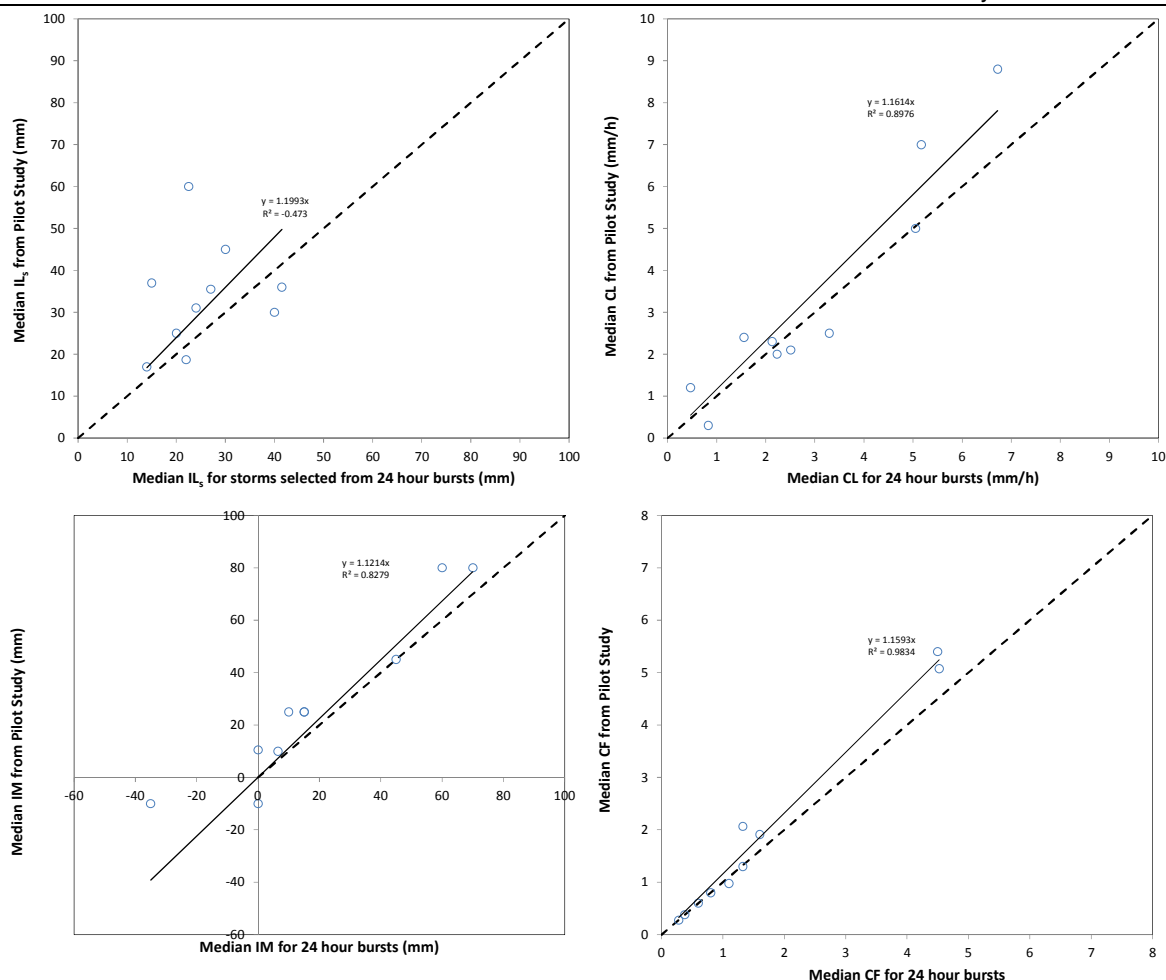 100
90
80
70
60
50
40
30
20
10
0
0 10 20 30 40 50 60 70 80 90 100
Median ILs from Pilot Study (mm)
Median ILs for storms selected from 24 hour bursts (mm)
y = 1.1993x
R² = -0.473
10
9
8
7
6
5
4
3
2
1
0
0 1 2 3 4 5 6 7 8 9 10
Median CL from Pilot Study (mm/h)
Median CL for 24 hour bursts (mm/h)
y = 1.1614x
R² = 0.8976
100
80
60
40
20
0
-20
-40
-60
-60 -40 -20 0 20 40 60 80 100
Median IM from Pilot Study (mm)
Median IM for 24 hour bursts (mm)
y = 1.1214x
R² = 0.8279
8
7
6
5
4
3
2
1
0
0 1 2 3 4 5 6 7 8
Median CF from Pilot Study
Median CF for 24 hour bursts
y = 1.1593x
R² = 0.9834